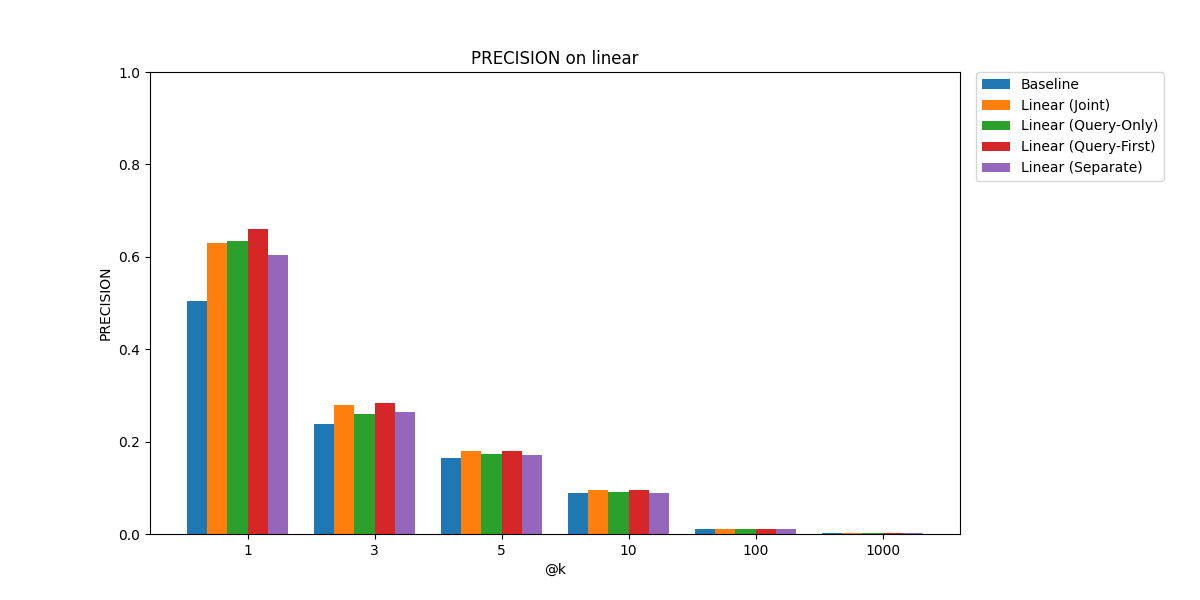 PRECISION on linear
1.0
0.8
0.6
0.4
0.2
0.0
PRECISION
1 3 5 10 100 1000
@k
Baseline
Linear (Joint)
Linear (Query-Only)
Linear (Query-First)
Linear (Separate)